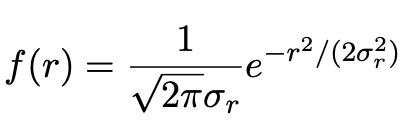 f(r) = \frac{1}{\sqrt{2\pi}\sigma_r} e^{-r^2/(2\sigma_r^2)}